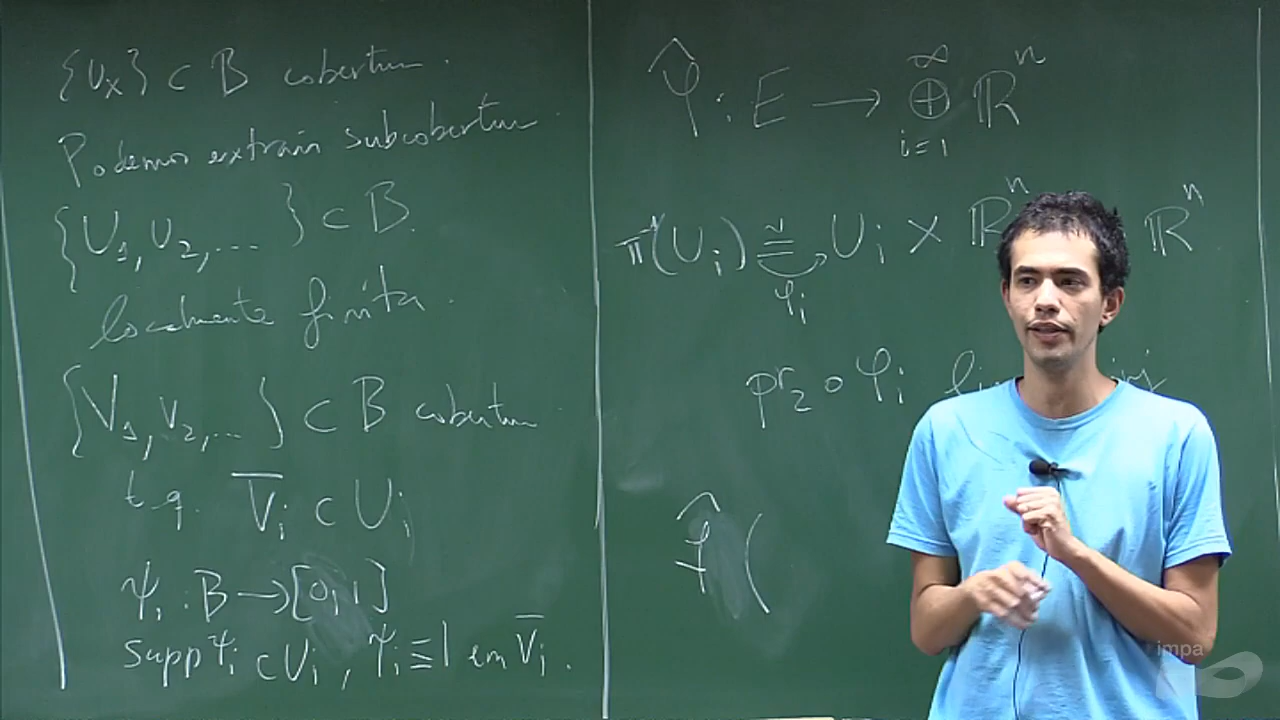 {U_x} ⊂ B cobertura.
Podemos extrair subcobertura
{U_1, U_2, ... } ⊂ B.
localmente finita.
{V_1, V_2, ... } ⊂ B cobertura
t.q. V̄_i ⊂ U_i
ψ_i : B → [0,1]
supp ψ_i ⊂ U_i , ψ_i ≡ 1 em V̄_i .
φ̂ : E → ⊕_{i=1}^{∞} ℝ^n
π^{-1}(U_i) ≅ U_i × ℝ^n ℝ^n
φ_i
pr_2 ∘ φ_i
φ̂ (
impa